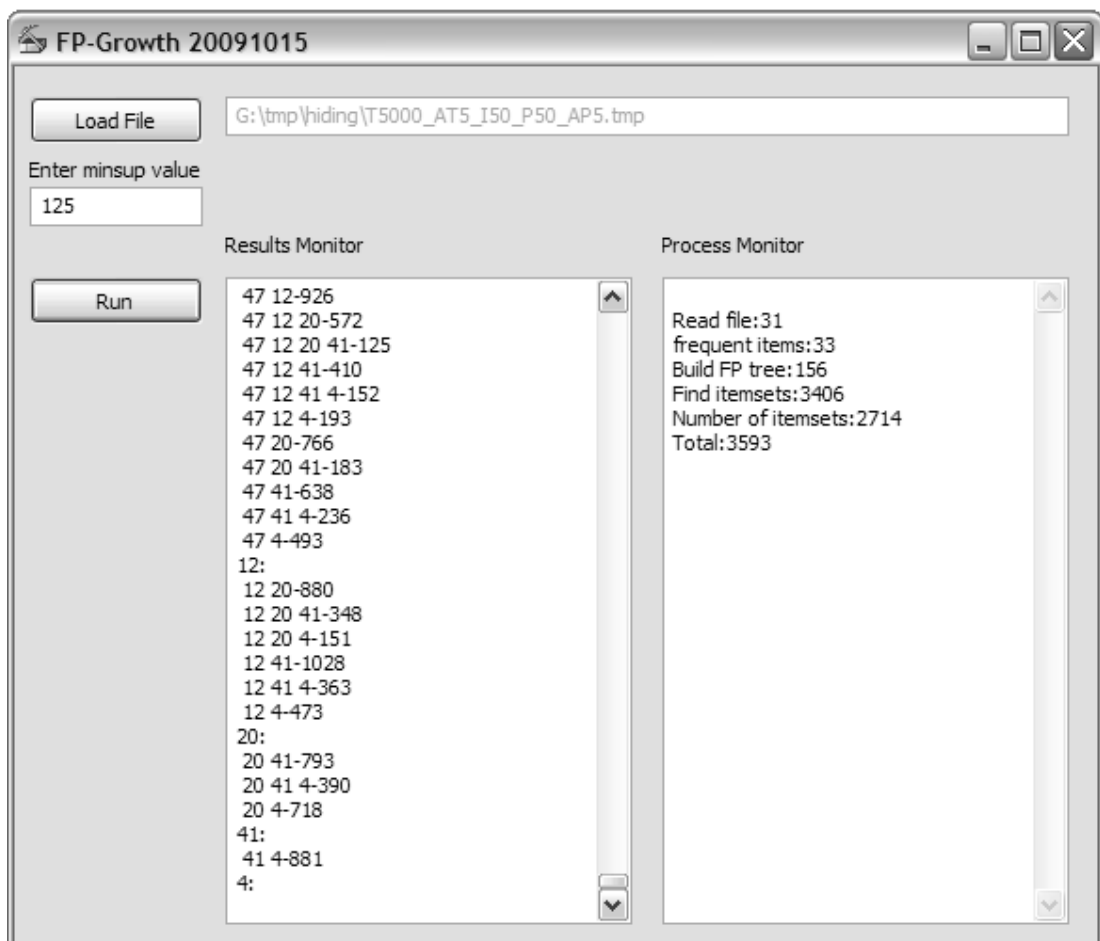 FP-Growth 20091015
Load File
G:\tmp\hiding\T5000_AT5_I50_P50_AP5.tmp
Enter minsup value
125
Results Monitor
Process Monitor
Run
47 12-926
47 12 20-572
47 12 20 41-125
47 12 41-410
47 12 41 4-152
47 12 4-193
47 20-766
47 20 41-183
47 41-638
47 41 4-236
47 4-493
12:
12 20-880
12 20 41-348
12 20 4-151
12 41-1028
12 41 4-363
12 4-473
20:
20 41-793
20 41 4-390
20 4-718
41:
41 4-881
4:
Read file:31
frequent items:33
Build FP tree:156
Find itemsets:3406
Number of itemsets:2714
Total:3593